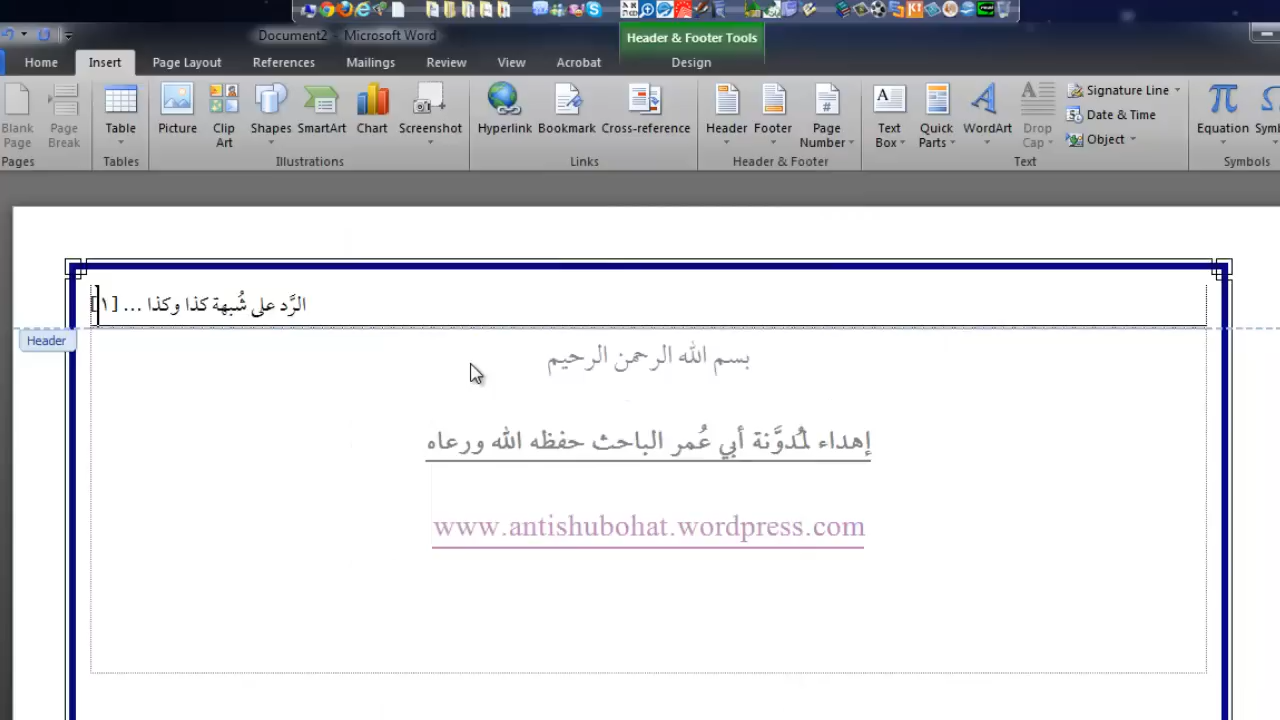 Document2 - Microsoft Word
Header & Footer Tools
Home Insert Page Layout References Mailings Review View Acrobat Design
Blank Page
Page Break
Table
Picture
Clip Art
Shapes
SmartArt
Chart
Screenshot
Hyperlink
Bookmark
Cross-reference
Header
Footer
Page Number
Text Box
Quick Parts
WordArt
Drop Cap
Signature Line
Date & Time
Object
Equation
Pages Tables Illustrations Links Header & Footer Text Symbols
الرَّد على شُبهة كذا وكذا ... [١]
Header
بسم الله الرحمن الرحيم
إهداء لمُدوَّنة أبي عُمر الباحث حفظه الله ورعاه
www.antishubohat.wordpress.com